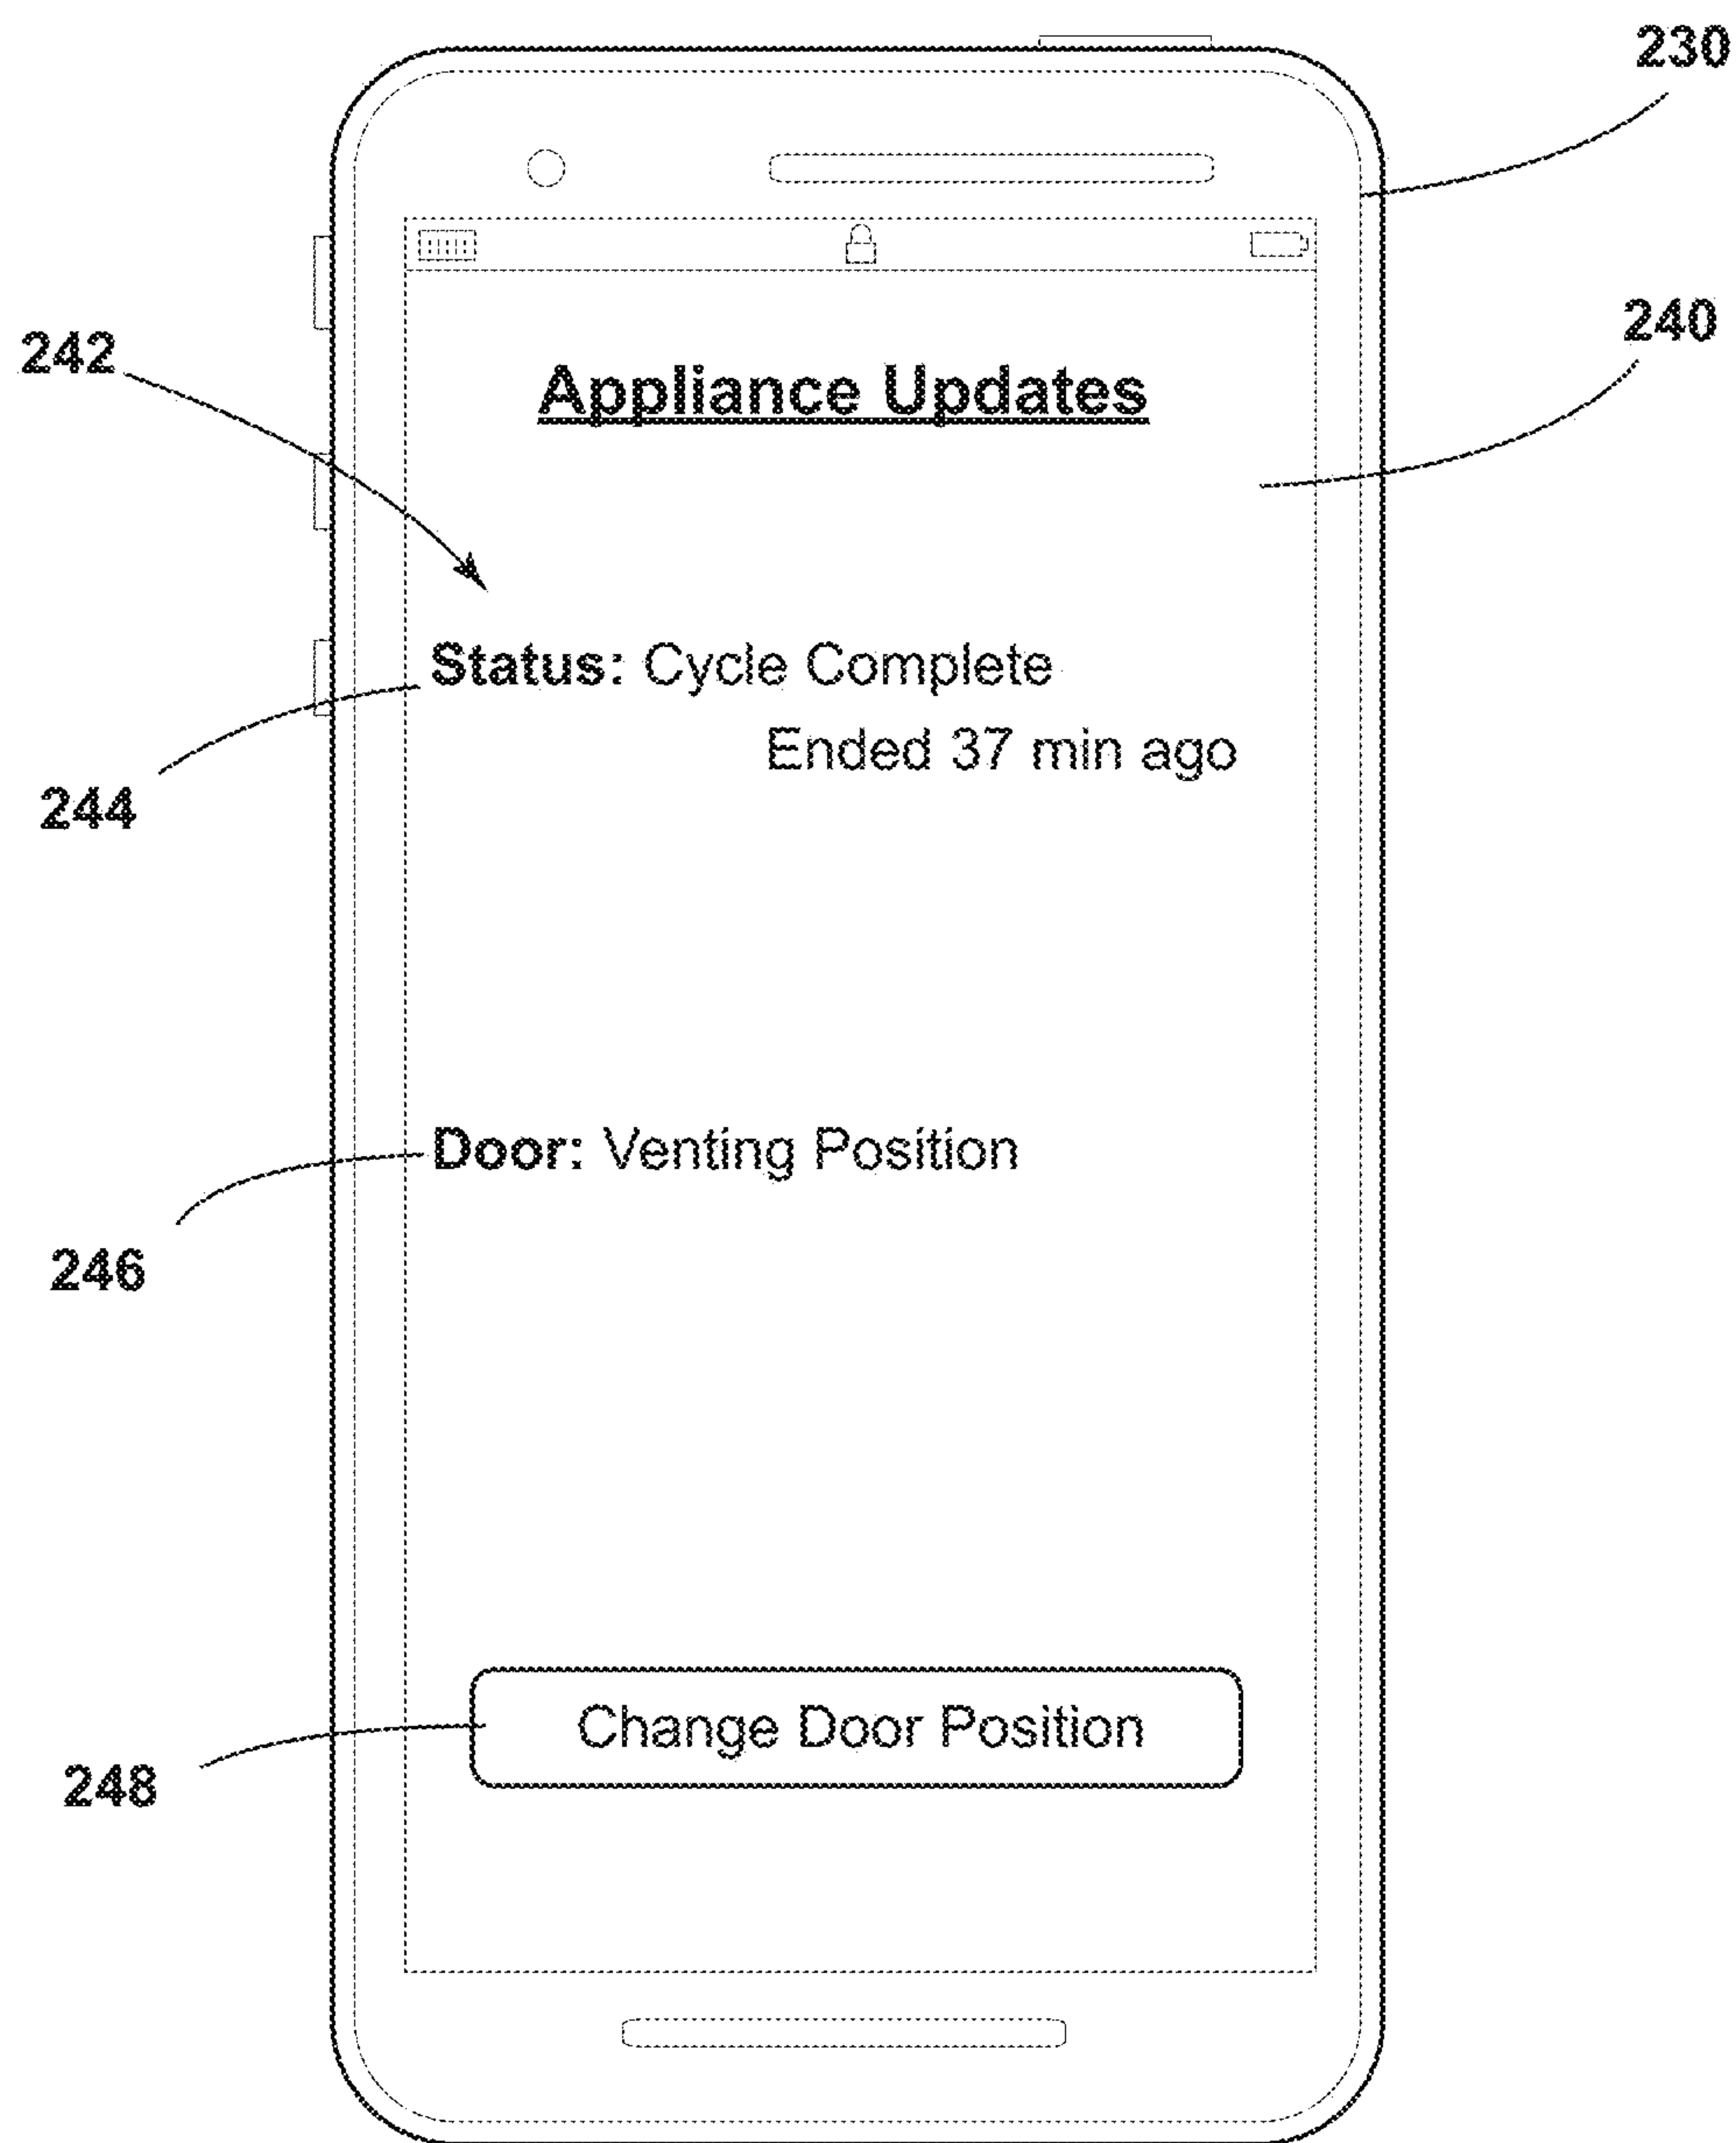 230
240
242
Appliance Updates
Status: Cycle Complete
Ended 37 min ago
244
Door: Venting Position
246
Change Door Position
248